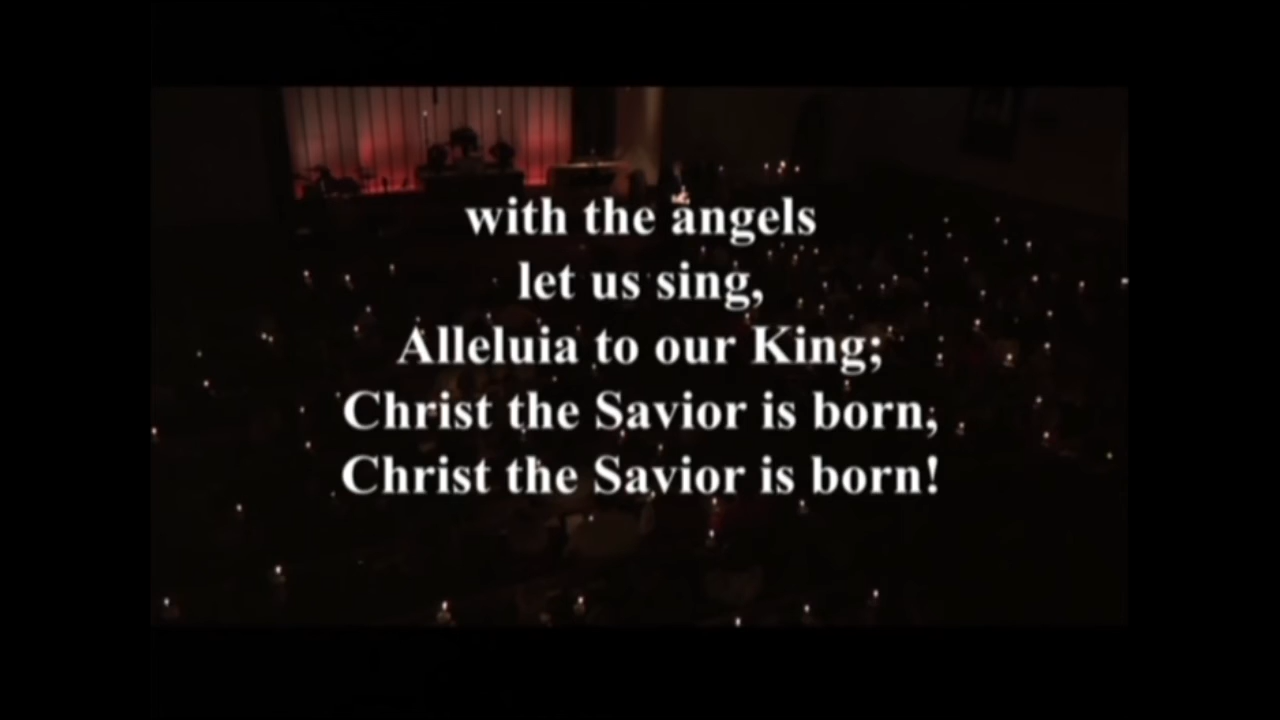 with the angels
let us sing,
Alleluia to our King;
Christ the Savior is born,
Christ the Savior is born!